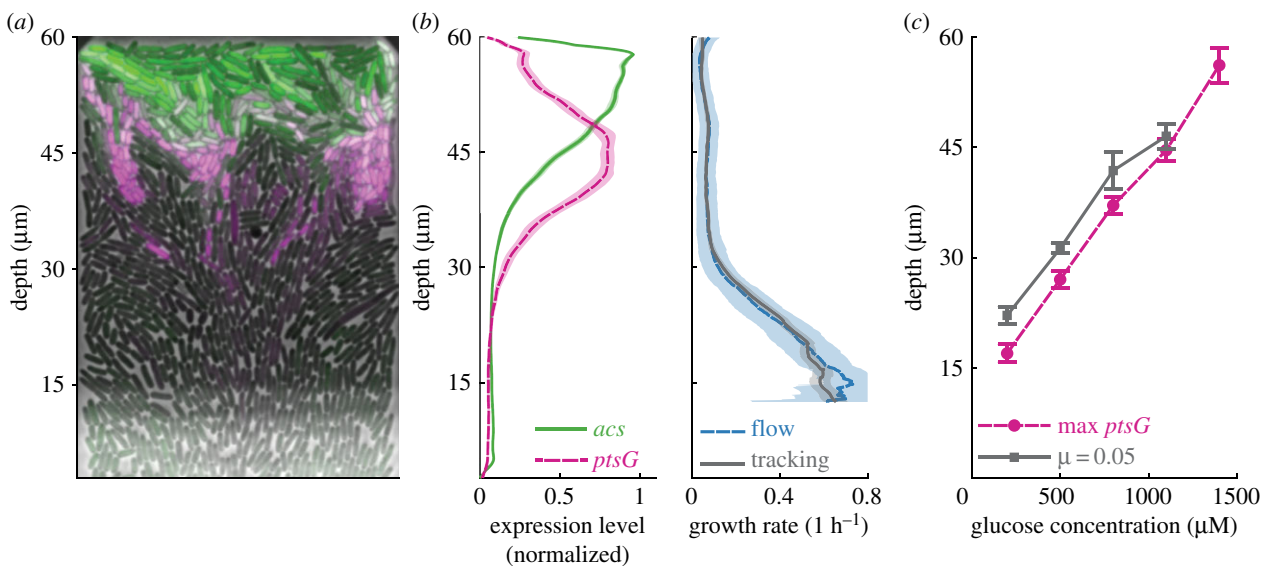 (a)
(b)
(c)
60
45
30
15
depth (μm)
60
45
30
15
depth (μm)
acs
ptsG
0 0.5 1
expression level
(normalized)
flow
tracking
0.4 0.8
growth rate (1 h⁻¹)
60
45
30
15
depth (μm)
max ptsG
μ = 0.05
0 500 1000 1500
glucose concentration (μM)